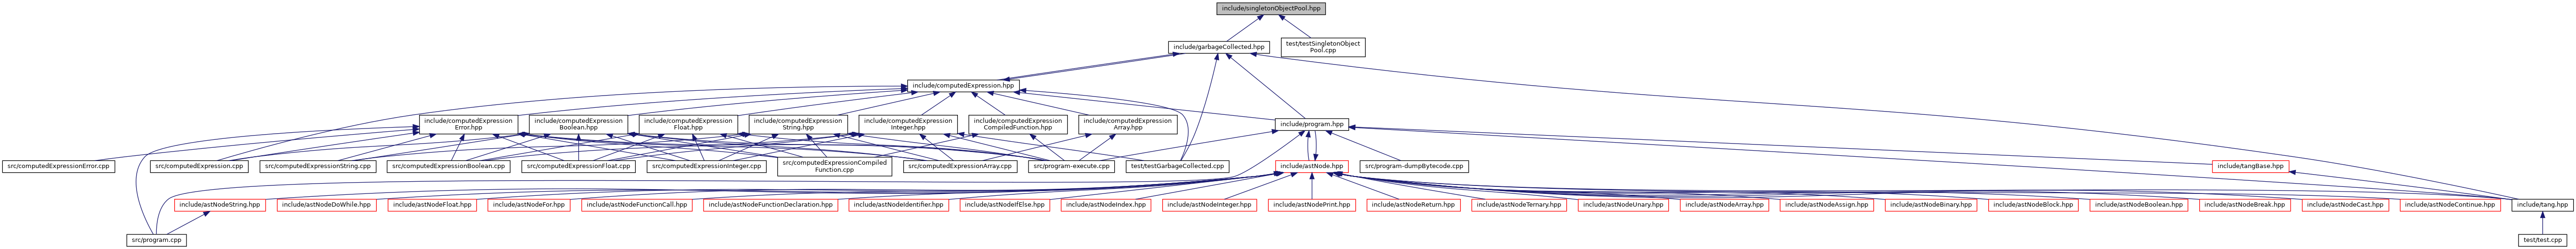 include/singletonObjectPool.hpp
include/garbageCollected.hpp
test/testSingletonObject
Pool.cpp
include/computedExpression.hpp
include/computedExpression
Error.hpp
include/computedExpression
Boolean.hpp
include/computedExpression
Float.hpp
include/computedExpression
String.hpp
include/computedExpression
Integer.hpp
include/computedExpression
CompiledFunction.hpp
include/computedExpression
Array.hpp
include/program.hpp
src/computedExpressionError.cpp
src/computedExpression.cpp
src/computedExpressionString.cpp
src/computedExpressionBoolean.cpp
src/computedExpressionFloat.cpp
src/computedExpressionInteger.cpp
src/computedExpressionCompiled
Function.cpp
src/computedExpressionArray.cpp
src/program-execute.cpp
test/testGarbageCollected.cpp
include/astNode.hpp
src/program-dumpBytecode.cpp
include/tangBase.hpp
include/astNodeString.hpp
include/astNodeDoWhile.hpp
include/astNodeFloat.hpp
include/astNodeFor.hpp
include/astNodeFunctionCall.hpp
include/astNodeFunctionDeclaration.hpp
include/astNodeIdentifier.hpp
include/astNodeIfElse.hpp
include/astNodeIndex.hpp
include/astNodeInteger.hpp
include/astNodePrint.hpp
include/astNodeReturn.hpp
include/astNodeTernary.hpp
include/astNodeUnary.hpp
include/astNodeArray.hpp
include/astNodeAssign.hpp
include/astNodeBinary.hpp
include/astNodeBlock.hpp
include/astNodeBoolean.hpp
include/astNodeBreak.hpp
include/astNodeCast.hpp
include/astNodeContinue.hpp
include/tang.hpp
src/program.cpp
test/test.cpp